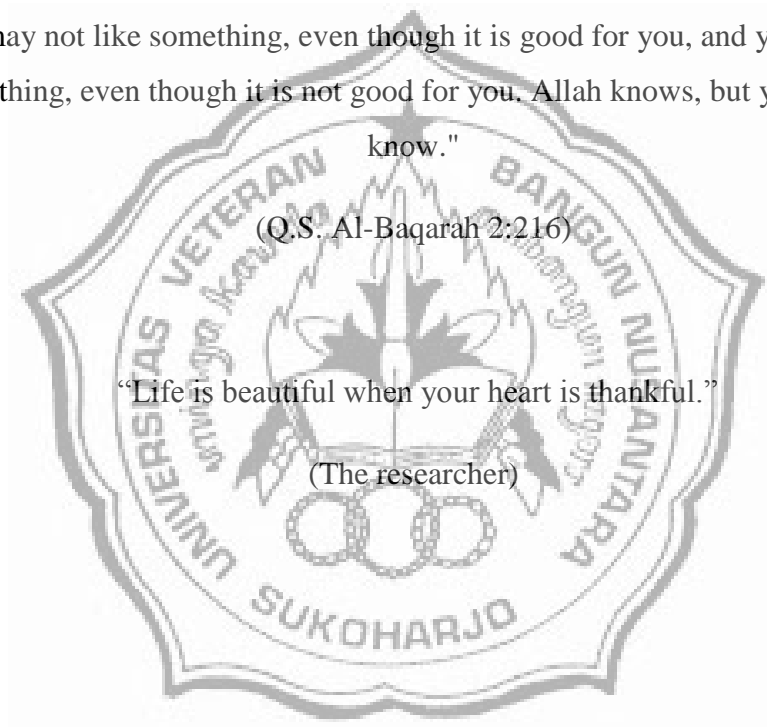 may not like something, even though it is good for you, and y
thing, even though it is not good for you. Allah knows, but y
know."
(Q.S. Al-Baqarah 2:216)
“Life is beautiful when your heart is thankful.”
(The researcher)
UNIVERSITAS VETERAN BANGUN NUSANTARA
SUKOHARJO